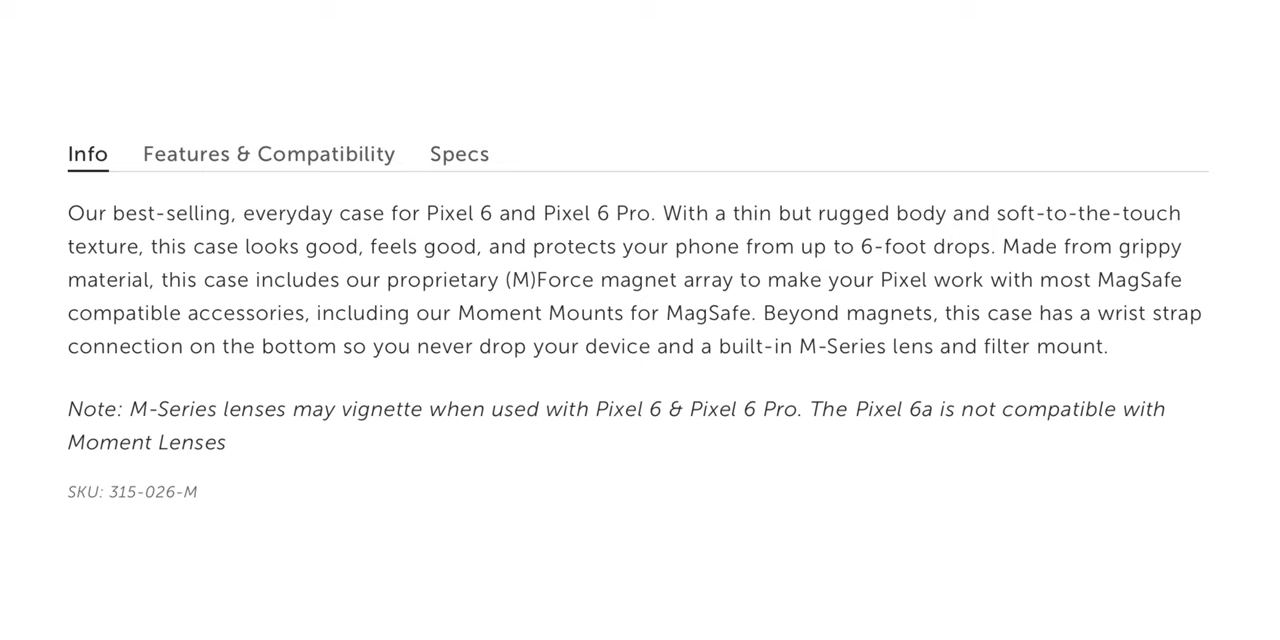 Info Features & Compatibility Specs
Our best-selling, everyday case for Pixel 6 and Pixel 6 Pro. With a thin but rugged body and soft-to-the-touch
texture, this case looks good, feels good, and protects your phone from up to 6-foot drops. Made from grippy
material, this case includes our proprietary (M)Force magnet array to make your Pixel work with most MagSafe
compatible accessories, including our Moment Mounts for MagSafe. Beyond magnets, this case has a wrist strap
connection on the bottom so you never drop your device and a built-in M-Series lens and filter mount.
Note: M-Series lenses may vignette when used with Pixel 6 & Pixel 6 Pro. The Pixel 6a is not compatible with
Moment Lenses
SKU: 315-026-M